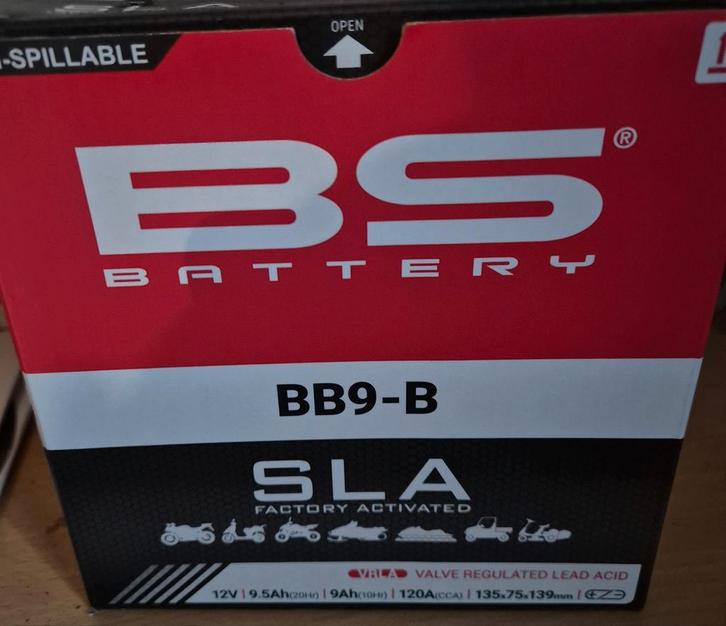 OPEN
-SPILLABLE
BS®
BATTERY
BB9-B
SLA
FACTORY ACTIVATED
VRLA VALVE REGULATED LEAD ACID
12V | 9.5Ah(20Hr) | 9Ah(10Hr) | 120A(CCA) | 135x75x139mm |